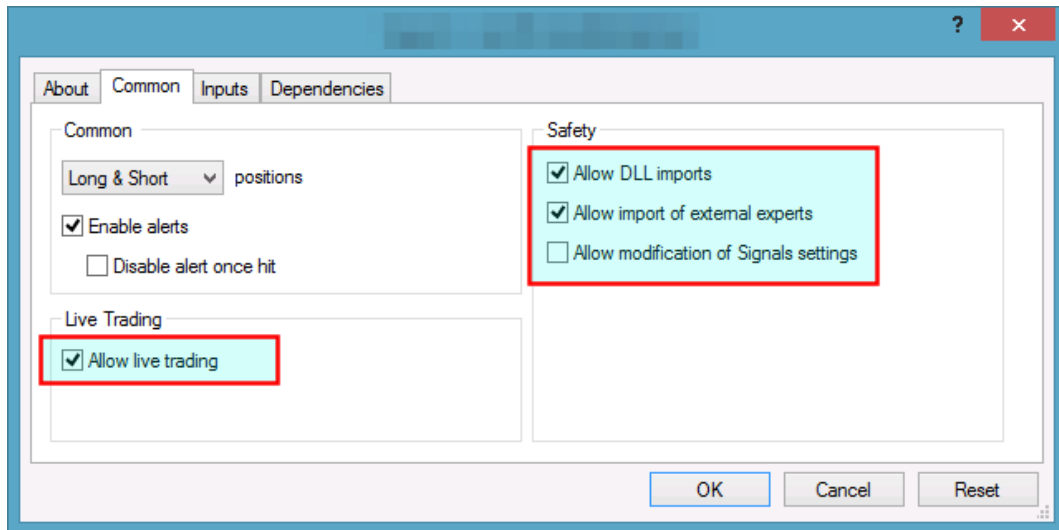 ?
About Common Inputs Dependencies
Common
Long & Short positions
Enable alerts
Disable alert once hit
Live Trading
Allow live trading
Safety
Allow DLL imports
Allow import of external experts
Allow modification of Signals settings
OK Cancel Reset